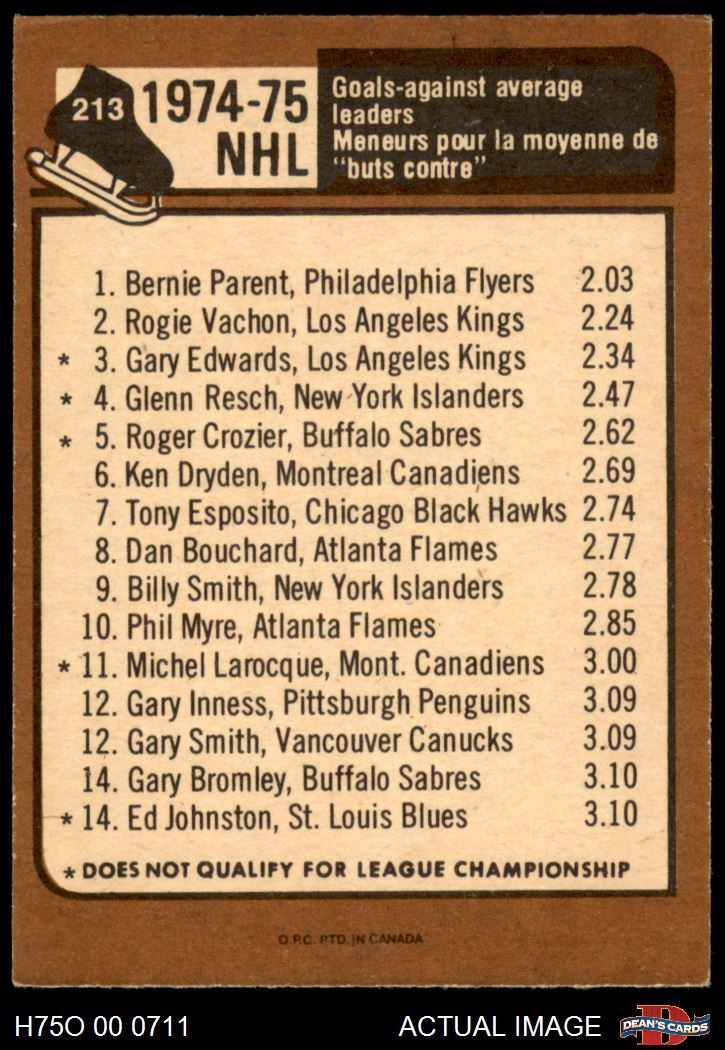 213
1974-75
NHL
Goals-against average
leaders
Meneurs pour la moyenne de
"buts contre"
1. Bernie Parent, Philadelphia Flyers 2.03
2. Rogie Vachon, Los Angeles Kings 2.24
* 3. Gary Edwards, Los Angeles Kings 2.34
* 4. Glenn Resch, New York Islanders 2.47
* 5. Roger Crozier, Buffalo Sabres 2.62
6. Ken Dryden, Montreal Canadiens 2.69
7. Tony Esposito, Chicago Black Hawks 2.74
8. Dan Bouchard, Atlanta Flames 2.77
9. Billy Smith, New York Islanders 2.78
10. Phil Myre, Atlanta Flames 2.85
* 11. Michel Larocque, Mont. Canadiens 3.00
12. Gary Inness, Pittsburgh Penguins 3.09
12. Gary Smith, Vancouver Canucks 3.09
14. Gary Bromley, Buffalo Sabres 3.10
* 14. Ed Johnston, St. Louis Blues 3.10
* DOES NOT QUALIFY FOR LEAGUE CHAMPIONSHIP
O.P.C. PTD. IN CANADA
H75O 00 0711
ACTUAL IMAGE
D
DEAN'S CARDS